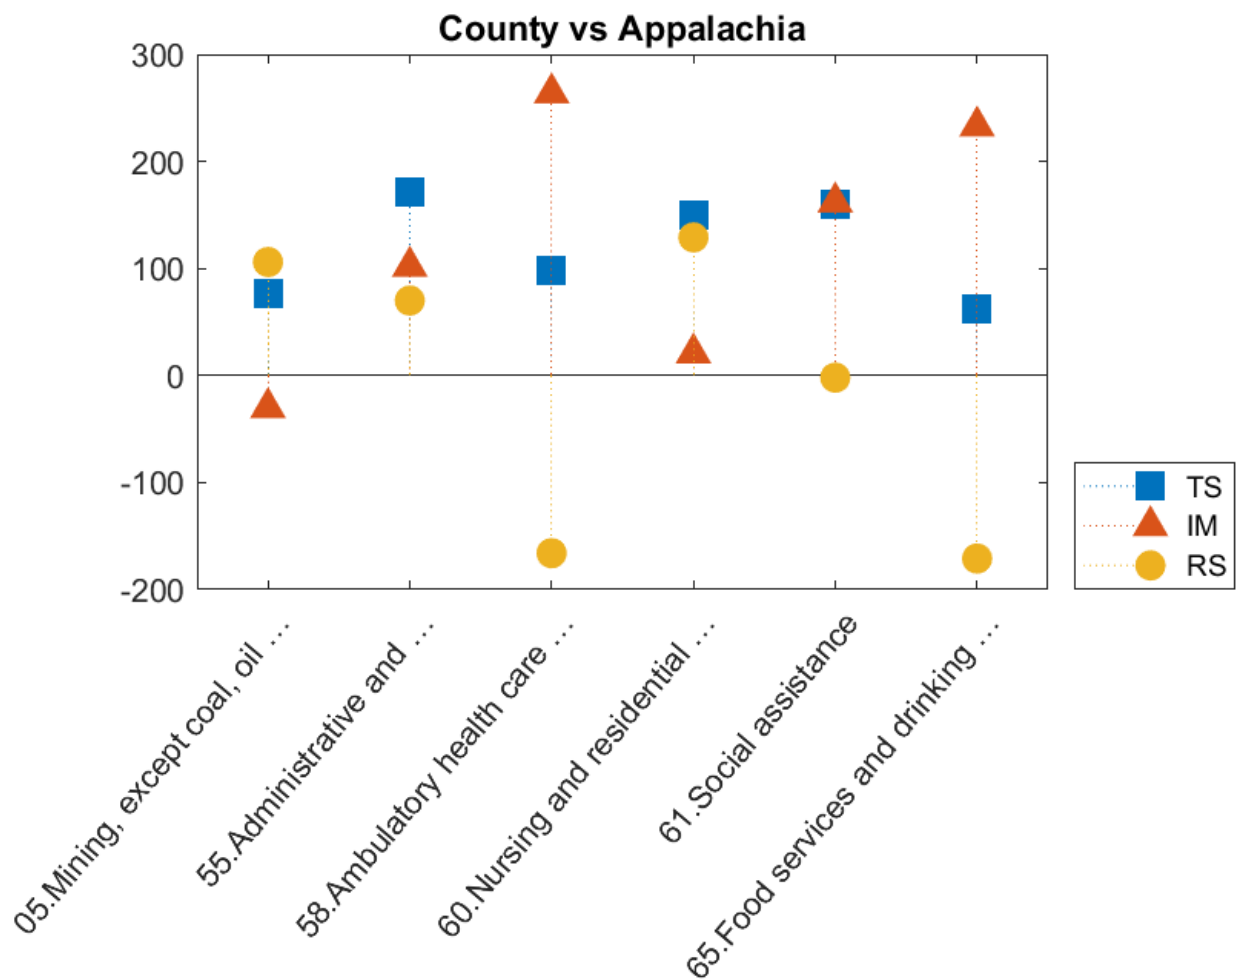 County vs Appalachia
300
200
100
0
-100
-200
TS
IM
RS
05.Mining, except coal, oil ...
55.Administrative and ...
58.Ambulatory health care ...
60.Nursing and residential ...
61.Social assistance
65.Food services and drinking ...